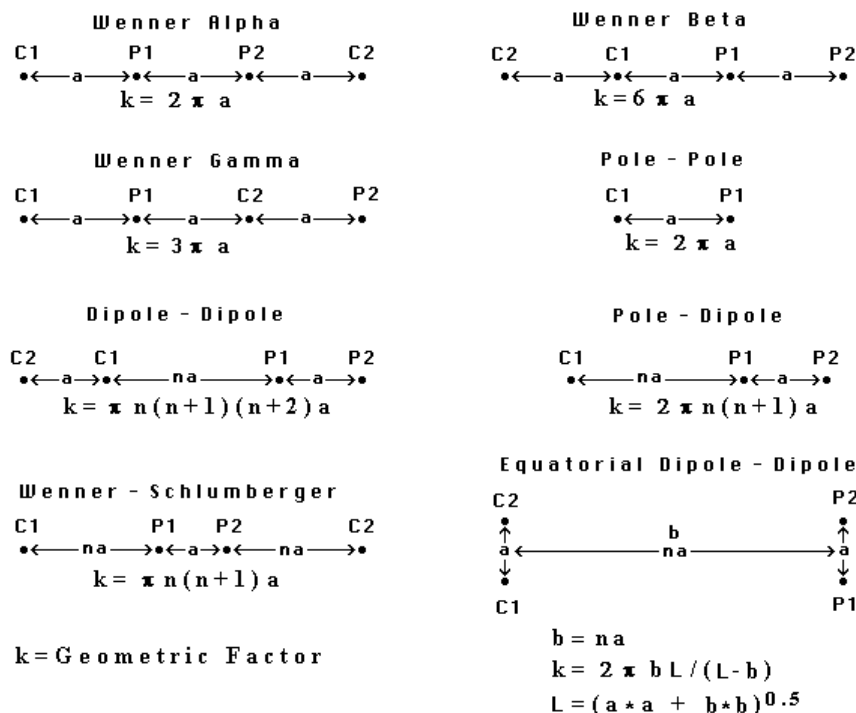 Wenner Alpha
C1 P1 P2 C2
a a a
k = 2 π a
Wenner Beta
C2 C1 P1 P2
a a a
k=6 π a
Wenner Gamma
C1 P1 C2 P2
a a a
k = 3 π a
Pole - Pole
C1 P1
a
k = 2 π a
Dipole - Dipole
C2 C1 P1 P2
a na a
k = π n(n+1)(n+2)a
Pole - Dipole
C1 P1 P2
na a
k = 2 π n(n+1)a
Wenner - Schlumberger
C1 P1 P2 C2
na a na
k = π n(n+1)a
Equatorial Dipole - Dipole
C2 P2
b
a na a
C1 P1
b = na
k = 2 π bL/(L-b)
L=(a*a + b*b)^0.5
k=Geometric Factor